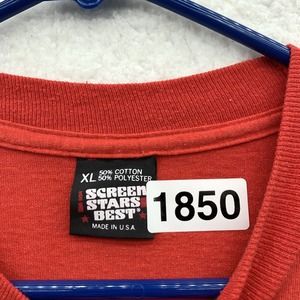 XL 50% COTTON
50% POLYESTER
SCREEN
STARS
BEST
MADE IN U.S.A.
1850